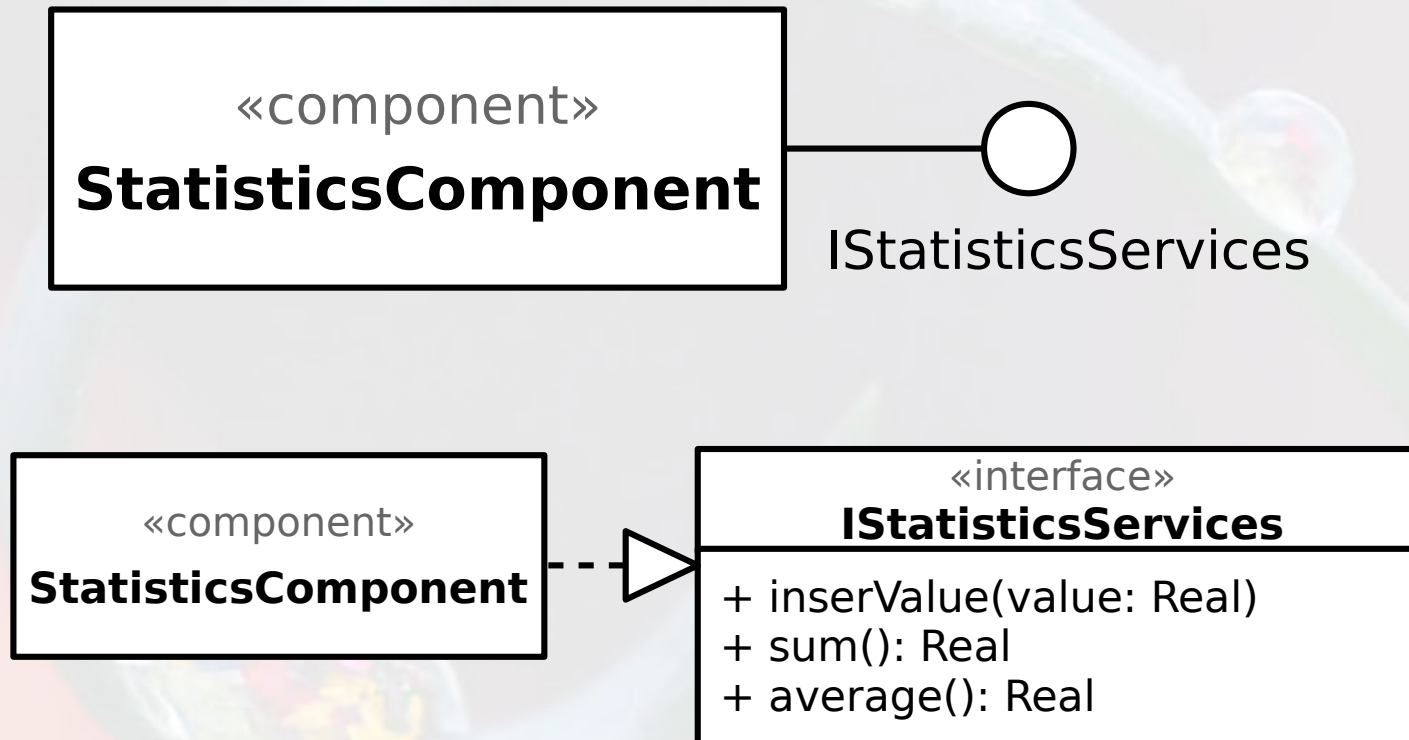 «component»
StatisticsComponent
IStatisticsServices
«component»
StatisticsComponent
«interface»
IStatisticsServices
+ inserValue(value: Real)
+ sum(): Real
+ average(): Real